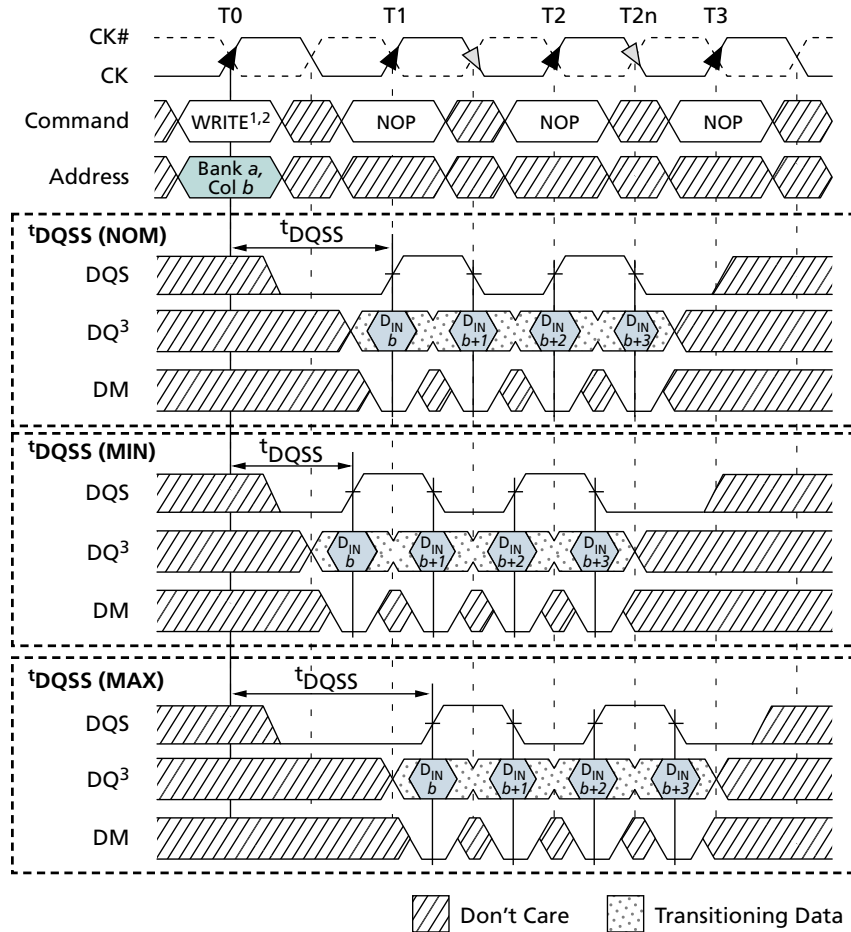 T0 T1 T2 T2n T3
CK#
CK
Command WRITE1,2 NOP NOP NOP
Address Bank a, Col b
tDQSS (NOM) tDQSS
DQS
DQ3 DIN b DIN b+1 DIN b+2 DIN b+3
DM
tDQSS (MIN) tDQSS
DQS
DQ3 DIN b DIN b+1 DIN b+2 DIN b+3
DM
tDQSS (MAX) tDQSS
DQS
DQ3 DIN b DIN b+1 DIN b+2 DIN b+3
DM
Don't Care Transitioning Data